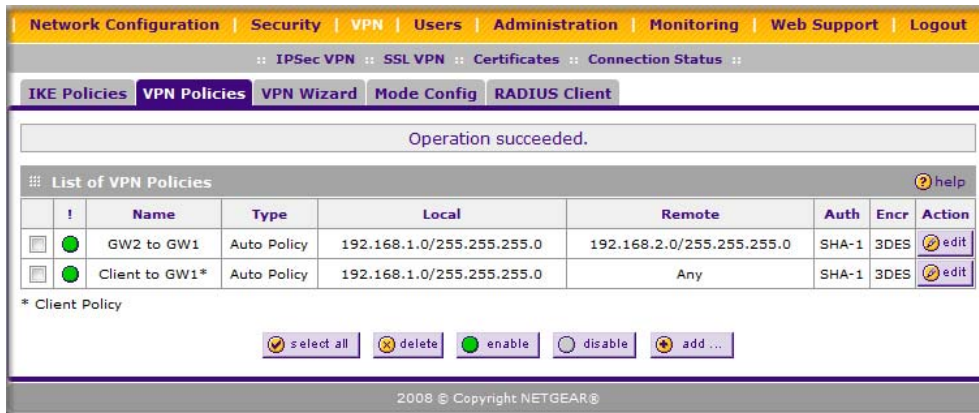 Network Configuration | Security | VPN | Users | Administration | Monitoring | Web Support | Logout
:: IPSec VPN :: SSL VPN :: Certificates :: Connection Status ::
IKE Policies VPN Policies VPN Wizard Mode Config RADIUS Client
Operation succeeded.
List of VPN Policies ? help
! Name Type Local Remote Auth Encr Action
GW2 to GW1 Auto Policy 192.168.1.0/255.255.255.0 192.168.2.0/255.255.255.0 SHA-1 3DES edit
Client to GW1* Auto Policy 192.168.1.0/255.255.255.0 Any SHA-1 3DES edit
* Client Policy
select all delete enable disable add ...
2008 © Copyright NETGEAR®